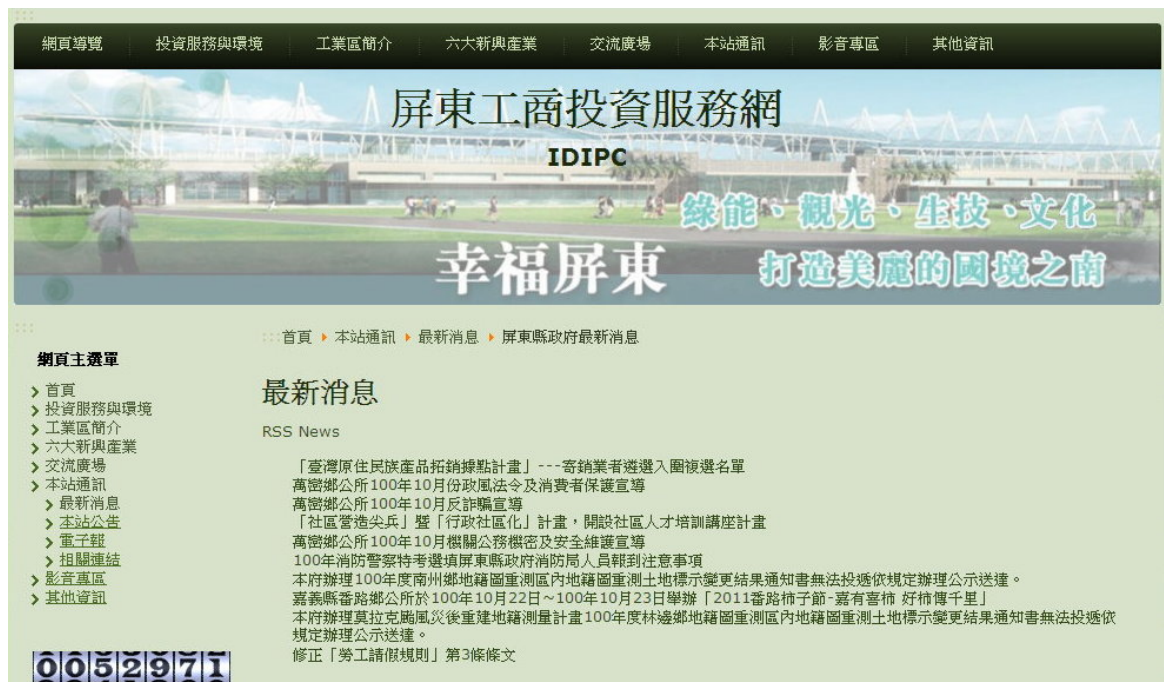 網頁導覽 投資服務與環境 工業區簡介 六大新興產業 交流廣場 本站通訊 影音專區 其他資訊
屏東工商投資服務網
IDIPC
綠能、觀光、生技、文化
幸福屏東 打造美麗的國境之南
首頁 本站通訊 最新消息 屏東縣政府最新消息
網頁主選單
首頁
投資服務與環境
工業區簡介
六大新興產業
交流廣場
本站通訊
最新消息
本站公告
電子報
相關連結
影音專區
其他資訊
0052971
最新消息
RSS News
「臺灣原住民族產品拓銷據點計畫」---寄銷業者遴選入圍複選名單
萬巒鄉公所100年10月份政風法令及消費者保護宣導
萬巒鄉公所100年10月反詐騙宣導
「社區營造尖兵」暨「行政社區化」計畫，開設社區人才培訓講座計畫
萬巒鄉公所100年10月機關公務機密及安全維護宣導
100年消防警察特考選填屏東縣政府消防局人員報到注意事項
本府辦理100年度南州鄉地籍圖重測區內地籍圖重測土地標示變更結果通知書無法投遞依規定辦理公示送達。
嘉義縣番路鄉公所於100年10月22日~100年10月23日舉辦「2011番路柿子節-嘉有喜柿 好柿傳千里」
本府辦理莫拉克颱風災後重建地籍測量計畫100年度林邊鄉地籍圖重測區內地籍圖重測土地標示變更結果通知書無法投遞依
規定辦理公示送達。
修正「勞工請假規則」第3條條文